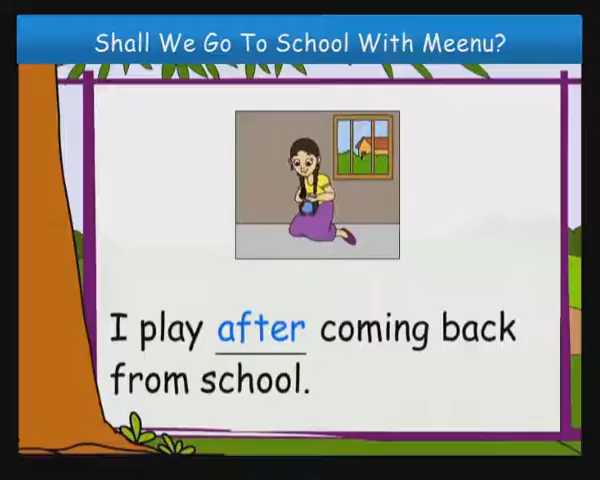 Shall We Go To School With Meenu?
I play after coming back
from school.